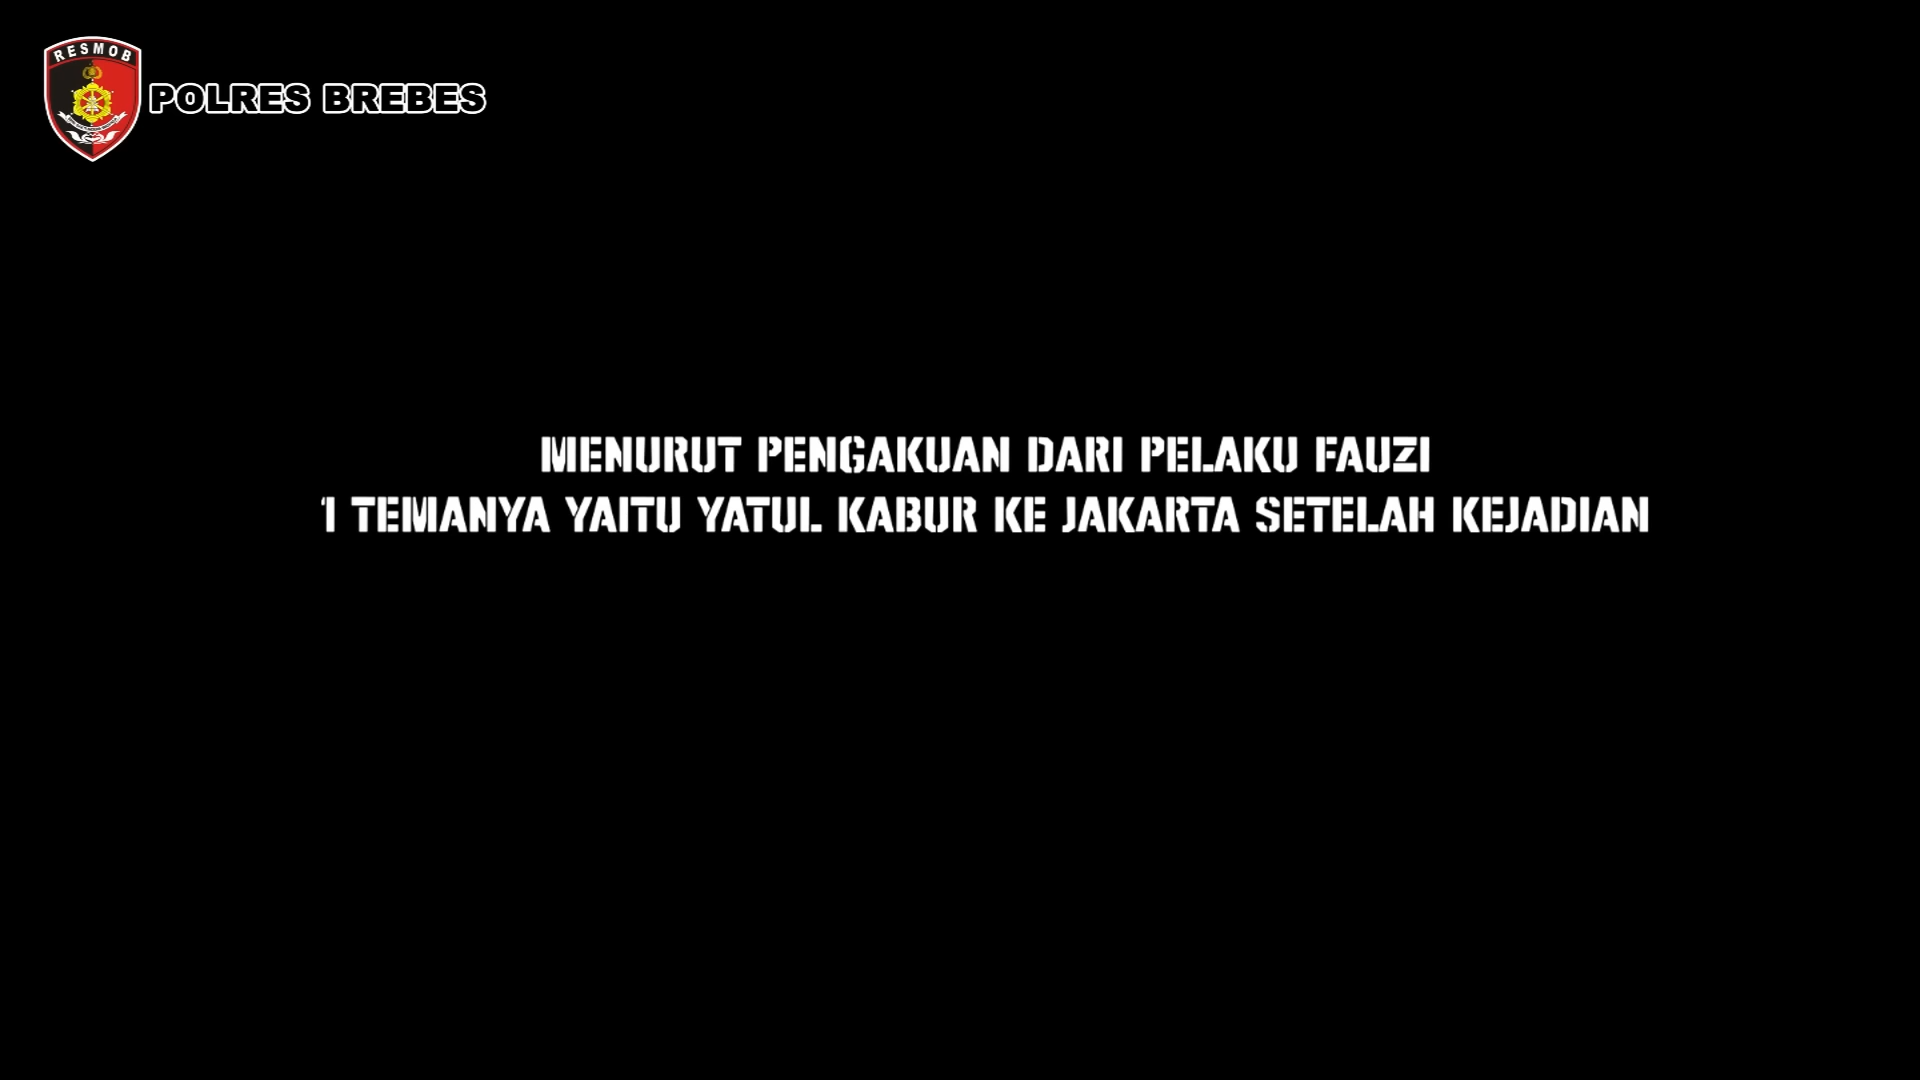 RESMOB
POLRES BREBES
MENURUT PENGAKUAN DARI PELAKU FAUZI
1 TEMANYA YAITU YATUL KABUR KE JAKARTA SETELAH KEJADIAN